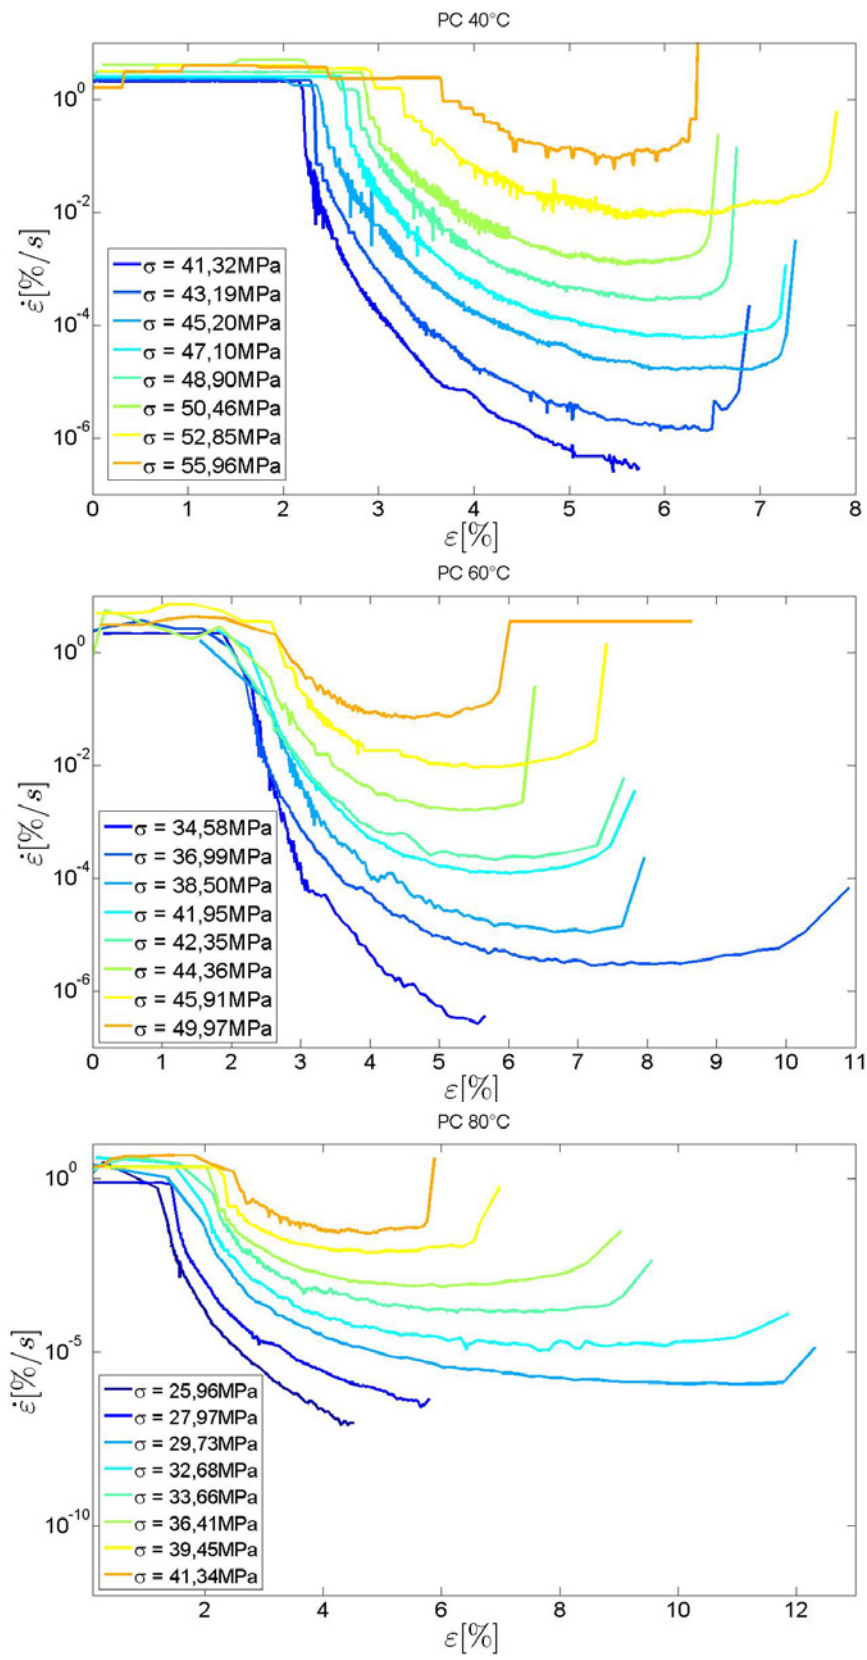 PC 40°C
10^0
10^-2
10^-4
10^-6
ε̇[%/s]
σ = 41,32MPa
σ = 43,19MPa
σ = 45,20MPa
σ = 47,10MPa
σ = 48,90MPa
σ = 50,46MPa
σ = 52,85MPa
σ = 55,96MPa
0 1 2 3 4 5 6 7 8
ε[%]
PC 60°C
10^0
10^-2
10^-4
10^-6
ε̇[%/s]
σ = 34,58MPa
σ = 36,99MPa
σ = 38,50MPa
σ = 41,95MPa
σ = 42,35MPa
σ = 44,36MPa
σ = 45,91MPa
σ = 49,97MPa
0 1 2 3 4 5 6 7 8 9 10 11
ε[%]
PC 80°C
10^0
10^-5
10^-10
ε̇[%/s]
σ = 25,96MPa
σ = 27,97MPa
σ = 29,73MPa
σ = 32,68MPa
σ = 33,66MPa
σ = 36,41MPa
σ = 39,45MPa
σ = 41,34MPa
2 4 6 8 10 12
ε[%]